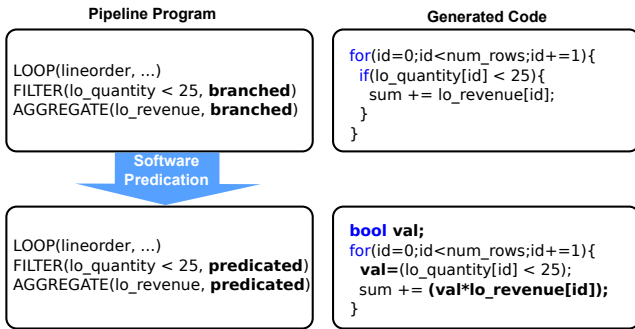 Pipeline Program
Generated Code
LOOP(lineorder, ...)
FILTER(lo_quantity < 25, branched)
AGGREGATE(lo_revenue, branched)
for(id=0;id<num_rows;id+=1){
if(lo_quantity[id] < 25){
sum += lo_revenue[id];
}
}
Software
Predication
LOOP(lineorder, ...)
FILTER(lo_quantity < 25, predicated)
AGGREGATE(lo_revenue, predicated)
bool val;
for(id=0;id<num_rows;id+=1){
val=(lo_quantity[id] < 25);
sum += (val*lo_revenue[id]);
}